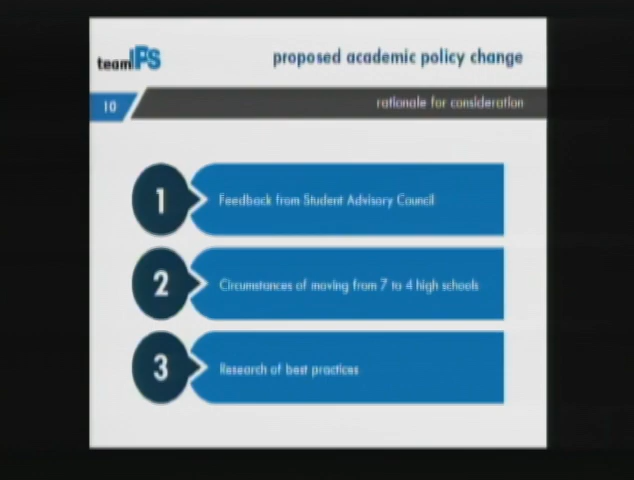 teamIPS
proposed academic policy change
10
rationale for consideration
1
Feedback from Student Advisory Council
2
Circumstances of moving from 7 to 4 high schools
3
Research of best practices